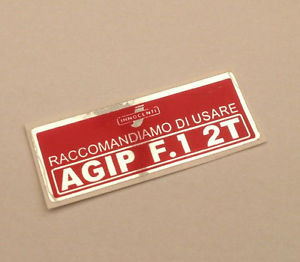 INNOCENTI
RACCOMANDIAMO DI USARE
AGIP F.1 2T